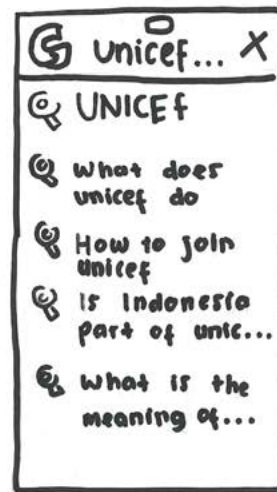 G unicef... X
UNICEF
What does
unicef do
How to join
unicef
Is Indonesia
part of unic...
What is the
meaning of...